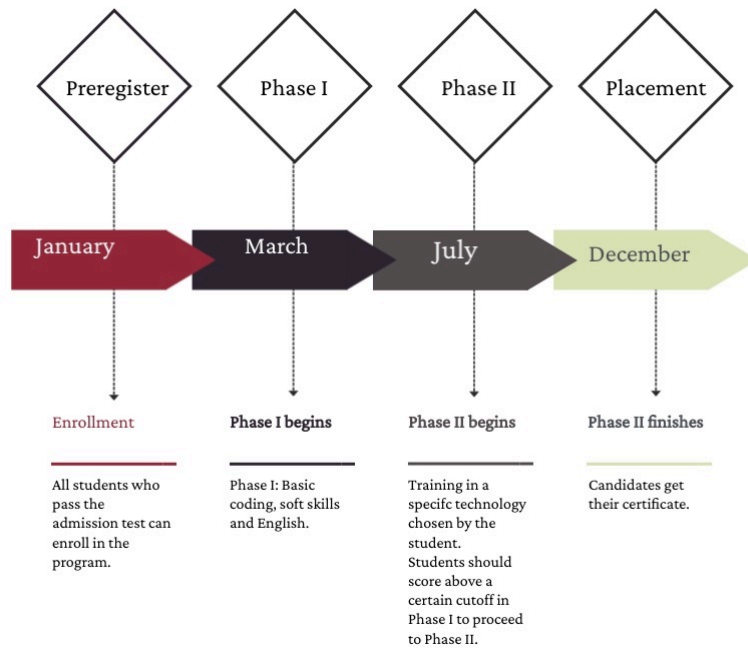 Preregister
Phase I
Phase II
Placement
January
March
July
December
Enrollment
All students who
pass the
admission test can
enroll in the
program.
Phase I begins
Phase I: Basic
coding, soft skills
and English.
Phase II begins
Training in a
specifc technology
chosen by the
student.
Students should
score above a
certain cutoff in
Phase I to proceed
to Phase II.
Phase II finishes
Candidates get
their certificate.